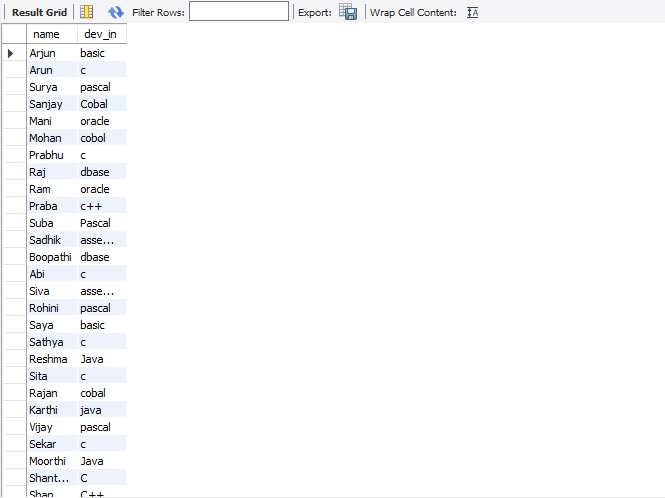 Result Grid Filter Rows: Export: Wrap Cell Content: IA
name dev_in
Arjun basic
Arun c
Surya pascal
Sanjay Cobal
Mani oracle
Mohan cobol
Prabhu c
Raj dbase
Ram oracle
Praba c++
Suba Pascal
Sadhik asse...
Boopathi dbase
Abi c
Siva asse...
Rohini pascal
Saya basic
Sathya c
Reshma Java
Sita c
Rajan cobal
Karthi java
Vijay pascal
Sekar c
Moorthi Java
Shant... C
Shan C++